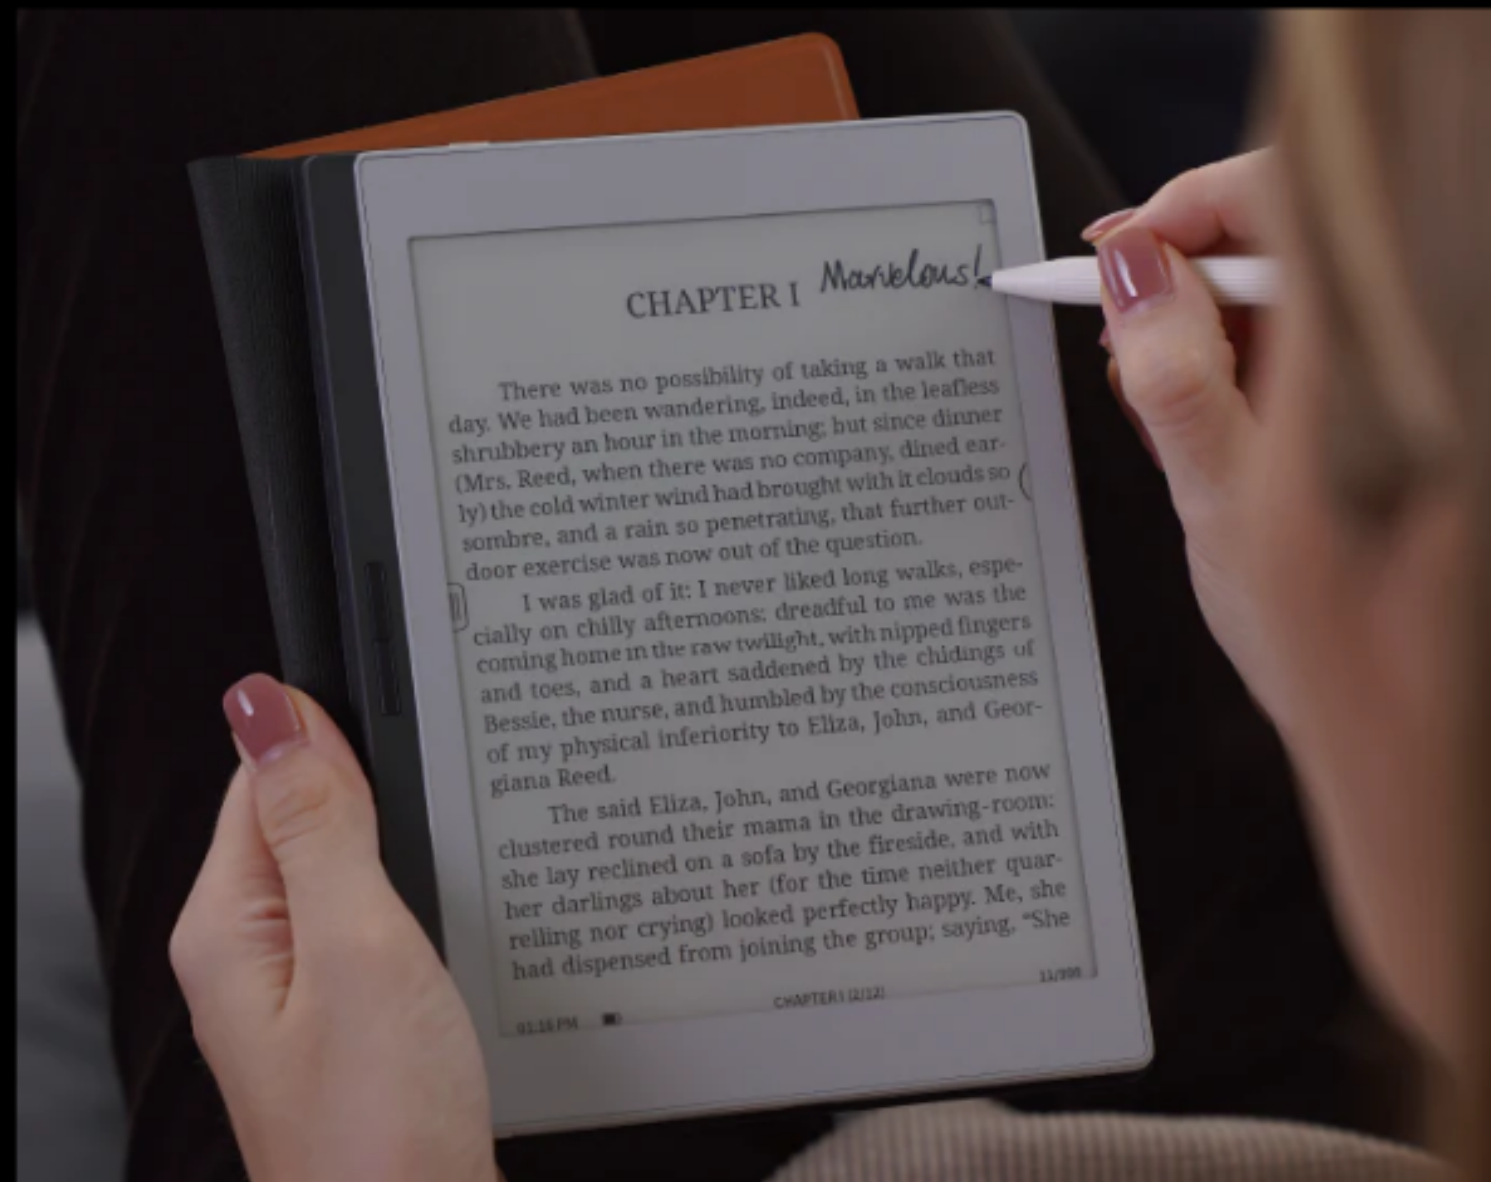 CHAPTER I Marvelous!
There was no possibility of taking a walk that
day. We had been wandering, indeed, in the leafless
shrubbery an hour in the morning; but since dinner
(Mrs. Reed, when there was no company, dined ear-
ly) the cold winter wind had brought with it clouds so
sombre, and a rain so penetrating, that further out-
door exercise was now out of the question.
I was glad of it: I never liked long walks, espe-
cially on chilly afternoons: dreadful to me was the
coming home in the raw twilight, with nipped fingers
and toes, and a heart saddened by the chidings of
Bessie, the nurse, and humbled by the consciousness
of my physical inferiority to Eliza, John, and Geor-
giana Reed.
The said Eliza, John, and Georgiana were now
clustered round their mama in the drawing-room:
she lay reclined on a sofa by the fireside, and with
her darlings about her (for the time neither quar-
relling nor crying) looked perfectly happy. Me, she
had dispensed from joining the group; saying, “She
01:16 PM CHAPTER I (2/12)